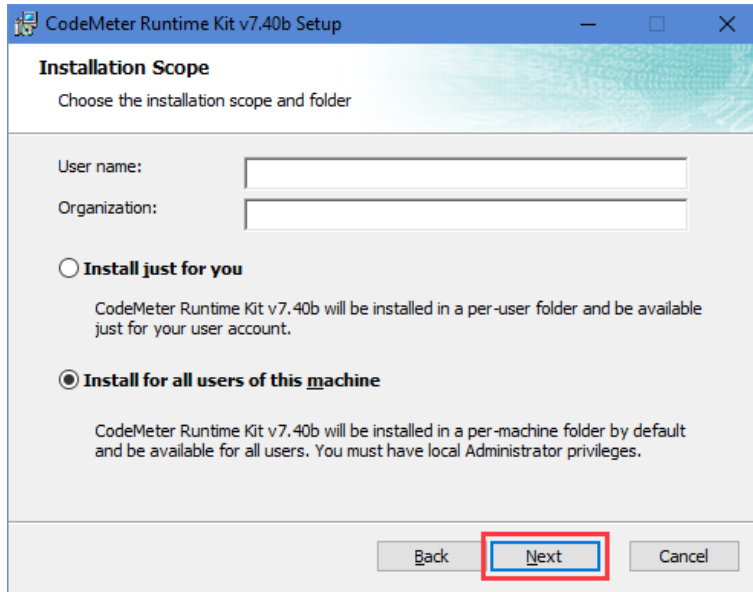 CodeMeter Runtime Kit v7.40b Setup
Installation Scope
Choose the installation scope and folder
User name:
Organization:
Install just for you
CodeMeter Runtime Kit v7.40b will be installed in a per-user folder and be available
just for your user account.
Install for all users of this machine
CodeMeter Runtime Kit v7.40b will be installed in a per-machine folder by default
and be available for all users. You must have local Administrator privileges.
Back Next Cancel